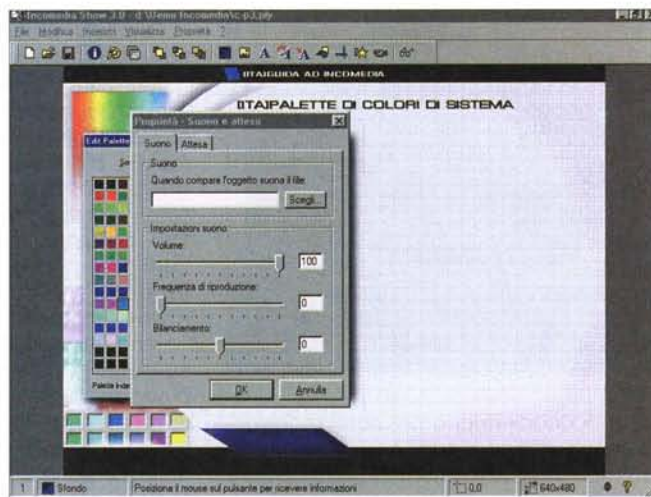 Incomedia Show 3.0 - d:\Memo Incomedia\c-p3.ply
File Modifica Inserisci Visualizza Proprietà ?
[ITA]GUIDA AD INCOMEDIA
[ITA]PALETTE DI COLORI DI SISTEMA
Edit Palette
Proprietà - Suono e attesa
Suono Attesa
Suono
Quando compare l'oggetto suona il file:
Scegli...
Impostazioni suono
Volume:
100
Frequenza di riproduzione:
0
Bilanciamento:
0
OK Annulla
1 Sfondo Posiziona il mouse sul pulsante per ricevere informazioni 0,0 640x480